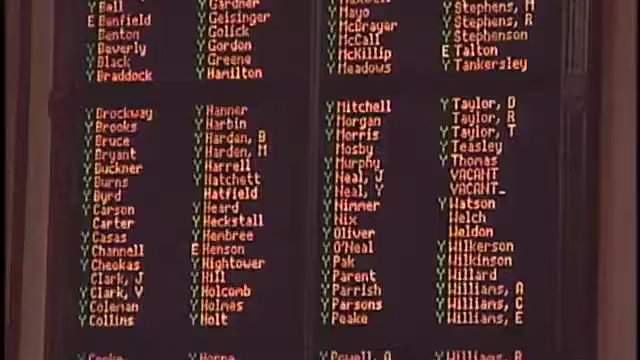 Y Ball
E Benfield
Benton
Y Beverly
Y Black
Y Braddock
Y Brockway
Y Brooks
Y Bruce
Y Bryant
Y Buckner
Y Burns
Y Byrd
Y Carson
Carter
Y Casas
Y Channell
Y Cheokas
Clark, J
Y Clark, V
Y Coleman
Y Collins
Y Gardner
Y Geisinger
Y Golick
Y Gordon
Y Greene
Y Hamilton
Y Hanner
Y Harbin
Y Harden, B
Y Harden, M
Y Harrell
Y Hatchett
Hatfield
Y Heard
Y Heckstall
Y Hembree
E Henson
Y Hightower
Y Hill
Y Holcomb
Y Holmes
Y Holt
Y Horne
Maxwell
Y Mayo
Y McBrayer
Y McCall
Y McKillip
Y Meadows
Y Mitchell
Y Morgan
Y Morris
Mosby
Y Murphy
Y Neal, J
Y Neal, Y
Y Nimmer
Y Nix
Oliver
Y O'Neal
Y Pak
Y Parent
Y Parrish
Y Parsons
Y Peake
Y Powell, A
Y Stephens, M
Y Stephens, R
Y Stephenson
E Talton
Y Tankersley
Y Taylor, D
Taylor, R
Y Taylor, T
Y Teasley
Y Thomas
VACANT
VACANT
Y Watson
Welch
Weldon
Y Wilkerson
Wilkinson
Y Willard
Y Williams, A
Y Williams, C
Y Williams, E
Y Williams, R